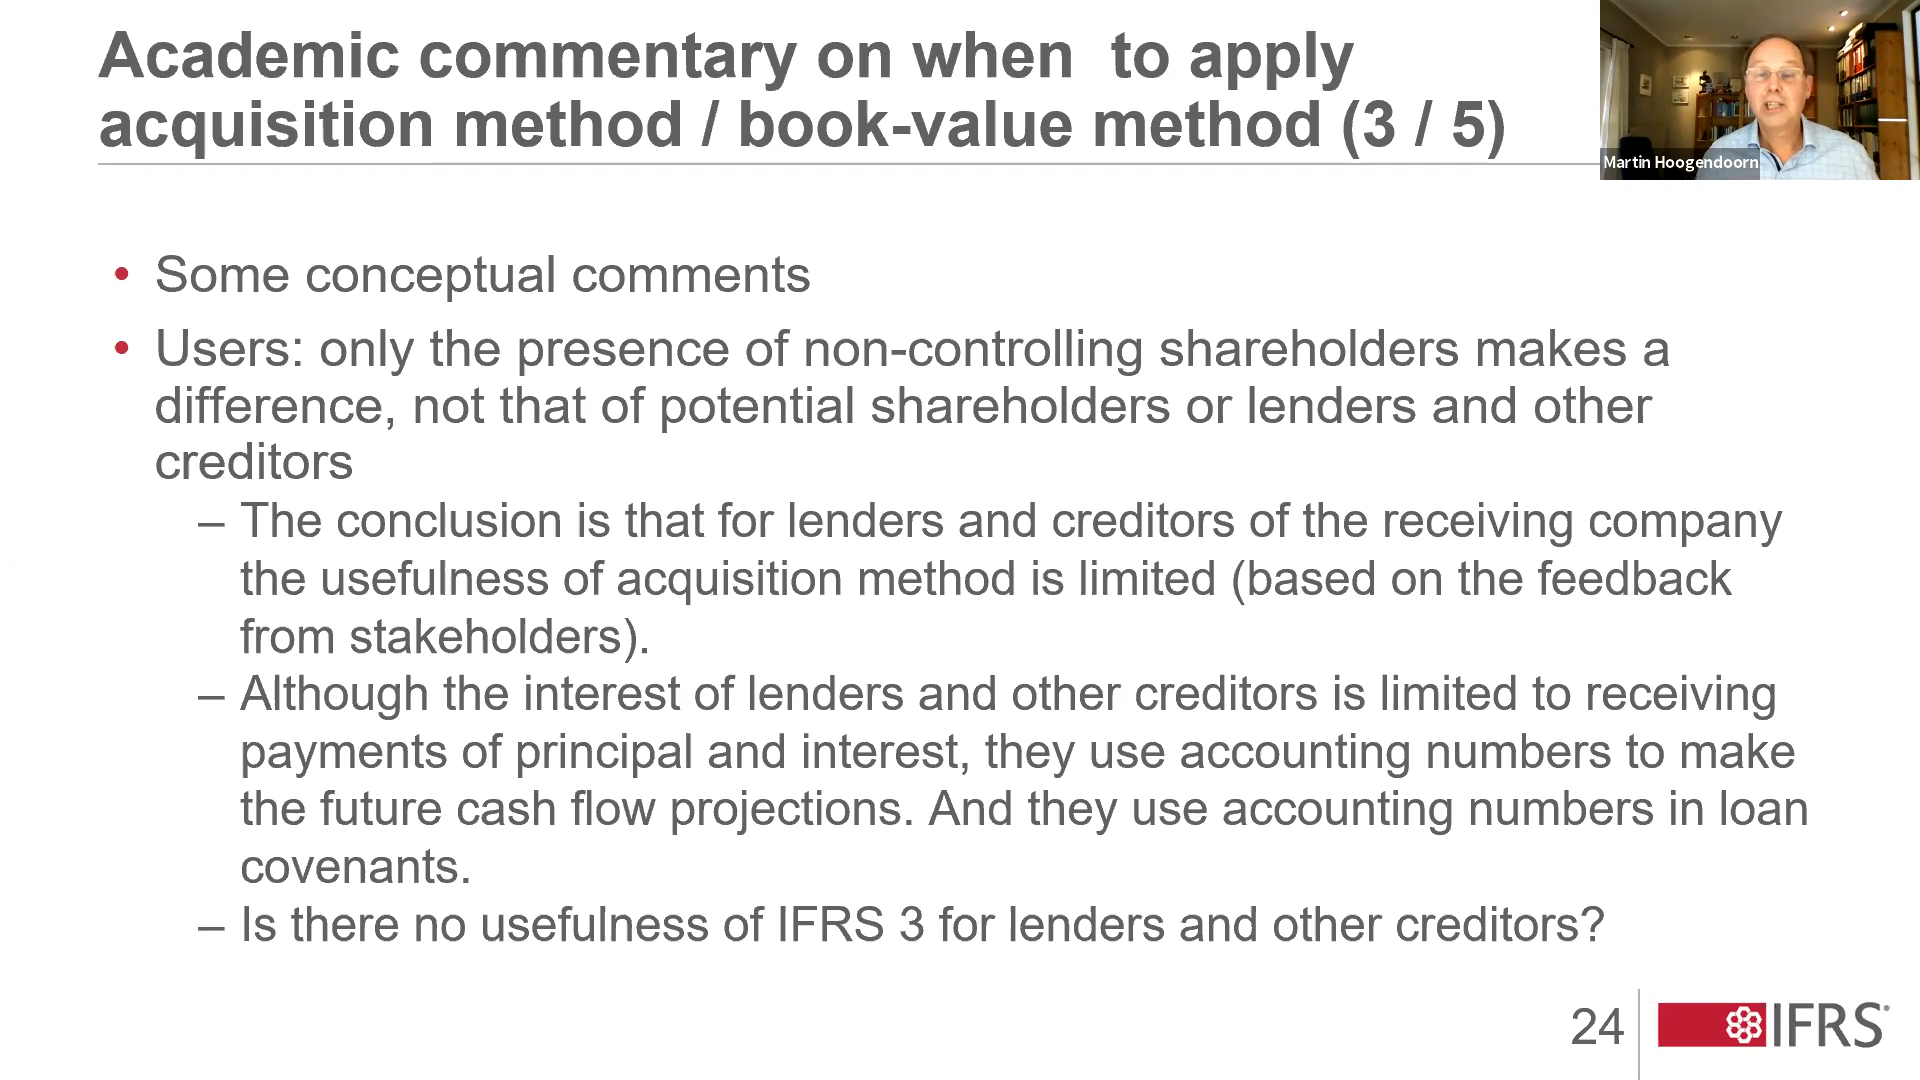 Academic commentary on when  to apply
acquisition method / book-value method (3 / 5)
Martin Hoogendoorn
• Some conceptual comments
• Users: only the presence of non-controlling shareholders makes a
difference, not that of potential shareholders or lenders and other
creditors
– The conclusion is that for lenders and creditors of the receiving company
the usefulness of acquisition method is limited (based on the feedback
from stakeholders).
– Although the interest of lenders and other creditors is limited to receiving
payments of principal and interest, they use accounting numbers to make
the future cash flow projections. And they use accounting numbers in loan
covenants.
– Is there no usefulness of IFRS 3 for lenders and other creditors?
24
IFRS